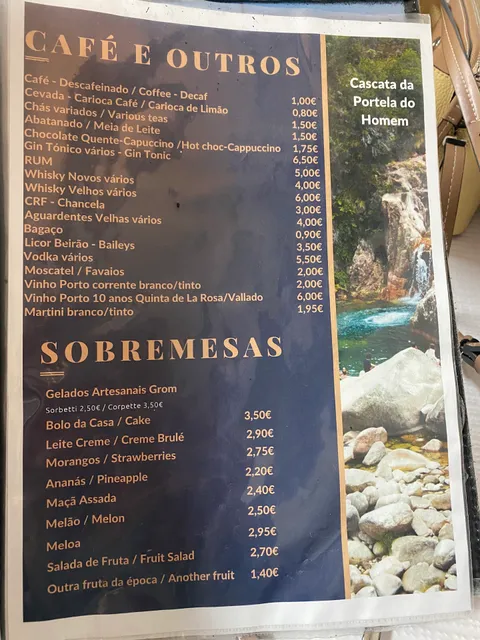 CAFÉ E OUTROS
Café - Descafeinado / Coffee - Decaf 1,00€
Cevada - Carioca Café / Carioca de Limão 0,80€
Chás variados / Various teas 1,50€
Abatanado / Meia de Leite 1,50€
Chocolate Quente-Capuccino /Hot choc-Cappuccino 1,75€
Gin Tónico vários - Gin Tonic 6,50€
RUM 5,00€
Whisky Novos vários 4,00€
Whisky Velhos vários 6,00€
CRF - Chancela 3,00€
Aguardentes Velhas vários 4,00€
Bagaço 0,90€
Licor Beirão - Baileys 3,50€
Vodka vários 5,50€
Moscatel / Favaios 2,00€
Vinho Porto corrente branco/tinto 2,00€
Vinho Porto 10 anos Quinta de La Rosa/Vallado 6,00€
Martini branco/tinto 1,95€
SOBREMESAS
Gelados Artesanais Grom
Sorbetti 2,50€ / Corpette 3,50€
Bolo da Casa / Cake 3,50€
Leite Creme / Creme Brulé 2,90€
Morangos / Strawberries 2,75€
Ananás / Pineapple 2,20€
Maçã Assada 2,40€
Melão / Melon 2,50€
Meloa 2,95€
Salada de Fruta / Fruit Salad 2,70€
Outra fruta da época / Another fruit 1,40€
Cascata da
Portela do
Homem